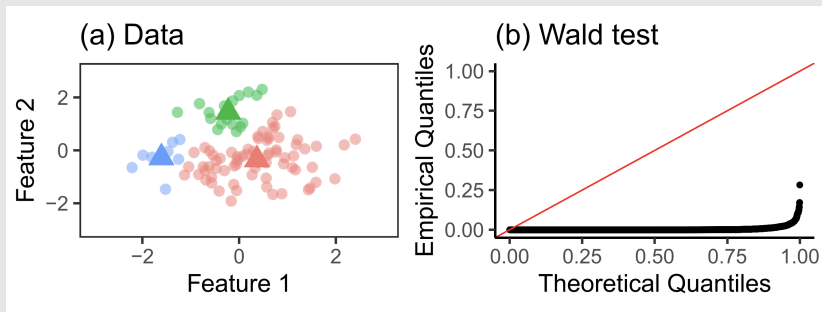 (a) Data
Feature 2
2
0
−2
−2
0
2
Feature 1
(b) Wald test
Empirical Quantiles
1.00
0.75
0.50
0.25
0.00
0.00
0.25
0.50
0.75
1.00
Theoretical Quantiles